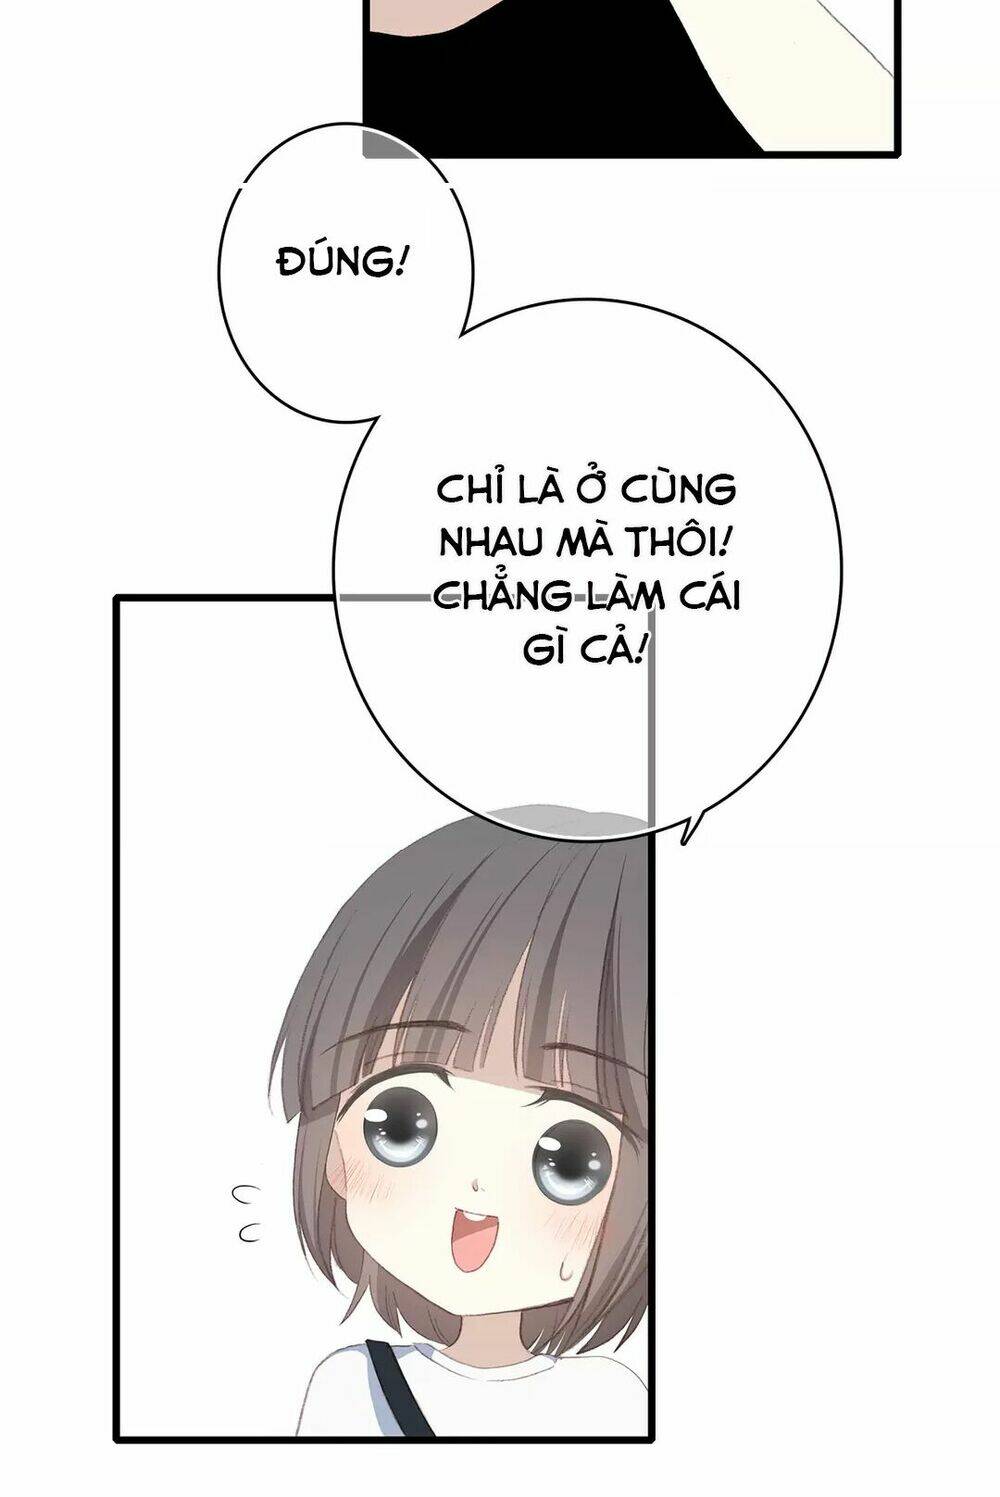 ĐÚNG!
CHỈ LÀ Ở CÙNG
NHAU MÀ THÔI!
CHẲNG LÀM CÁI
GÌ CẢ!